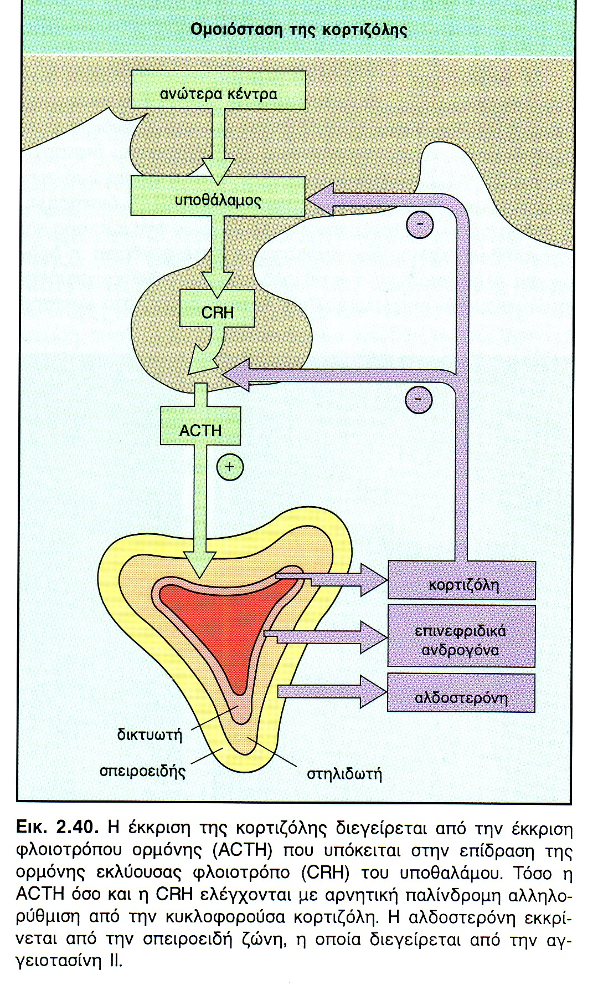 Ομοιόσταση της κορτιζόλης
ανώτερα κέντρα
υποθάλαμος
-
CRH
-
ACTH
+
κορτιζόλη
επινεφριδικά
ανδρογόνα
αλδοστερόνη
δικτυωτή
σπειροειδής
στηλιδωτή
Εικ. 2.40. Η έκκριση της κορτιζόλης διεγείρεται από την έκκριση
φλοιοτρόπου ορμόνης (ACTH) που υπόκειται στην επίδραση της
ορμόνης εκλύουσας φλοιοτρόπο (CRH) του υποθαλάμου. Τόσο η
ACTH όσο και η CRH ελέγχονται με αρνητική παλίνδρομη αλληλο-
ρύθμιση από την κυκλοφορούσα κορτιζόλη. Η αλδοστερόνη εκκρί-
νεται από την σπειροειδή ζώνη, η οποία διεγείρεται από την αγ-
γειοτασίνη II.